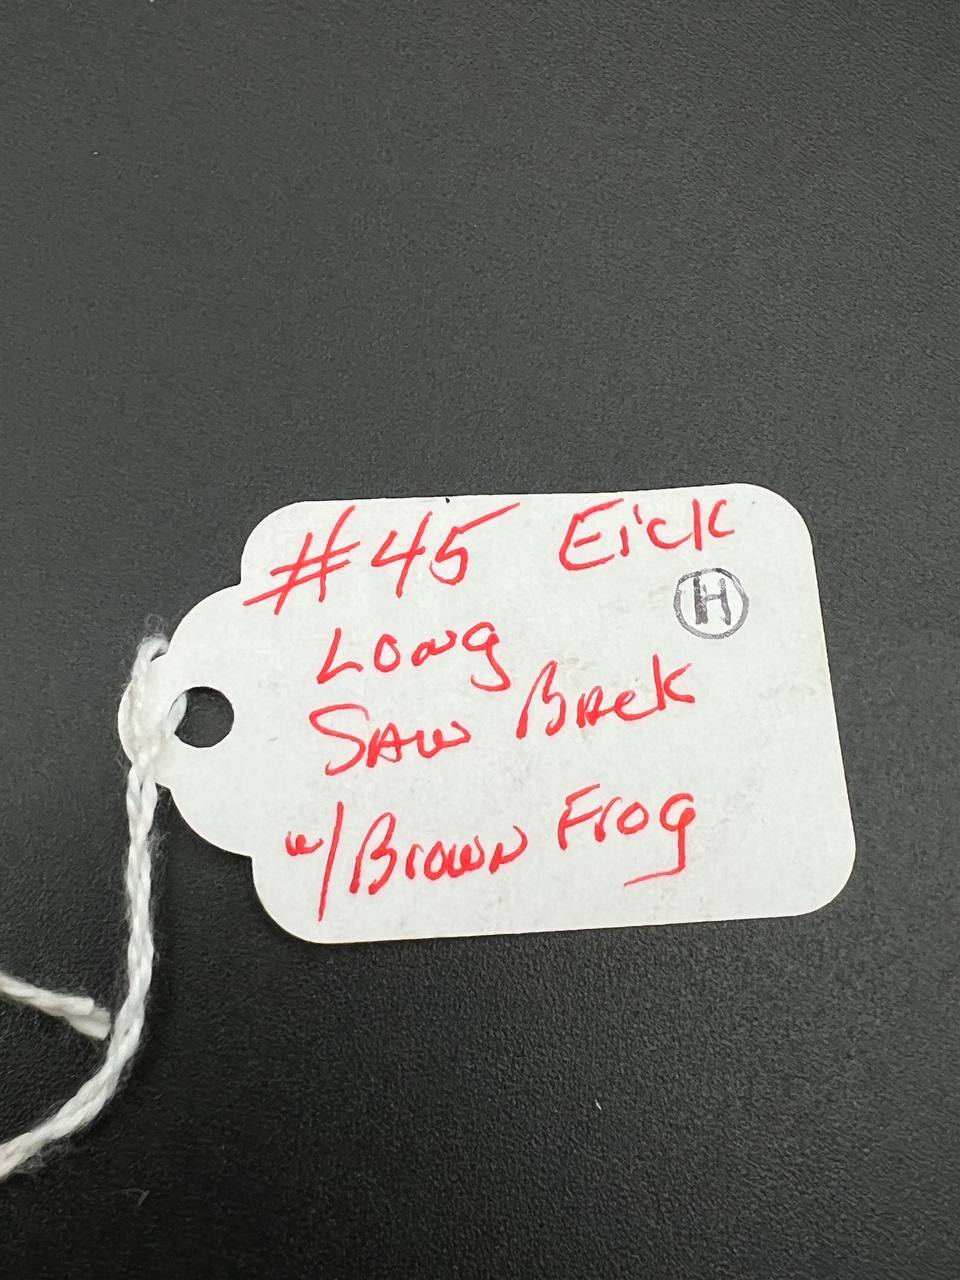 #45 Eick
H
Long
Saw Back
w/Brown Frog